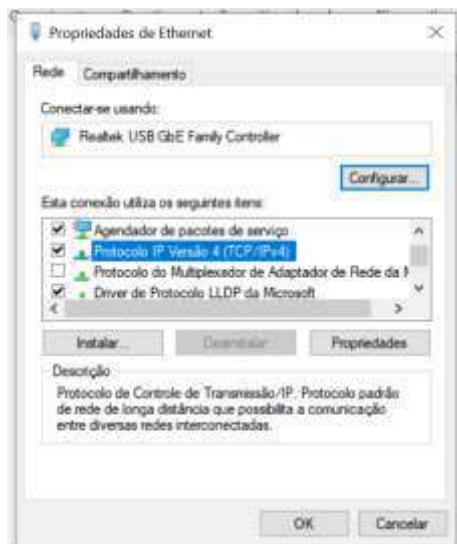 Propriedades de Ethernet
Rede Compartilhamento
Conectar-se usando:
Realtek USB GbE Family Controller
Configurar...
Esta conexão utiliza os seguintes itens:
Agendador de pacotes de serviço
Protocolo IP Versão 4 (TCP/IPv4)
Protocolo do Multiplexador de Adaptador de Rede da
Driver de Protocolo LLDP da Microsoft
Instalar... Desinstalar Propriedades
Descrição
Protocolo de Controle de Transmissão/IP. Protocolo padrão
de rede de longa distância que possibilita a comunicação
entre diversas redes interconectadas.
OK Cancelar